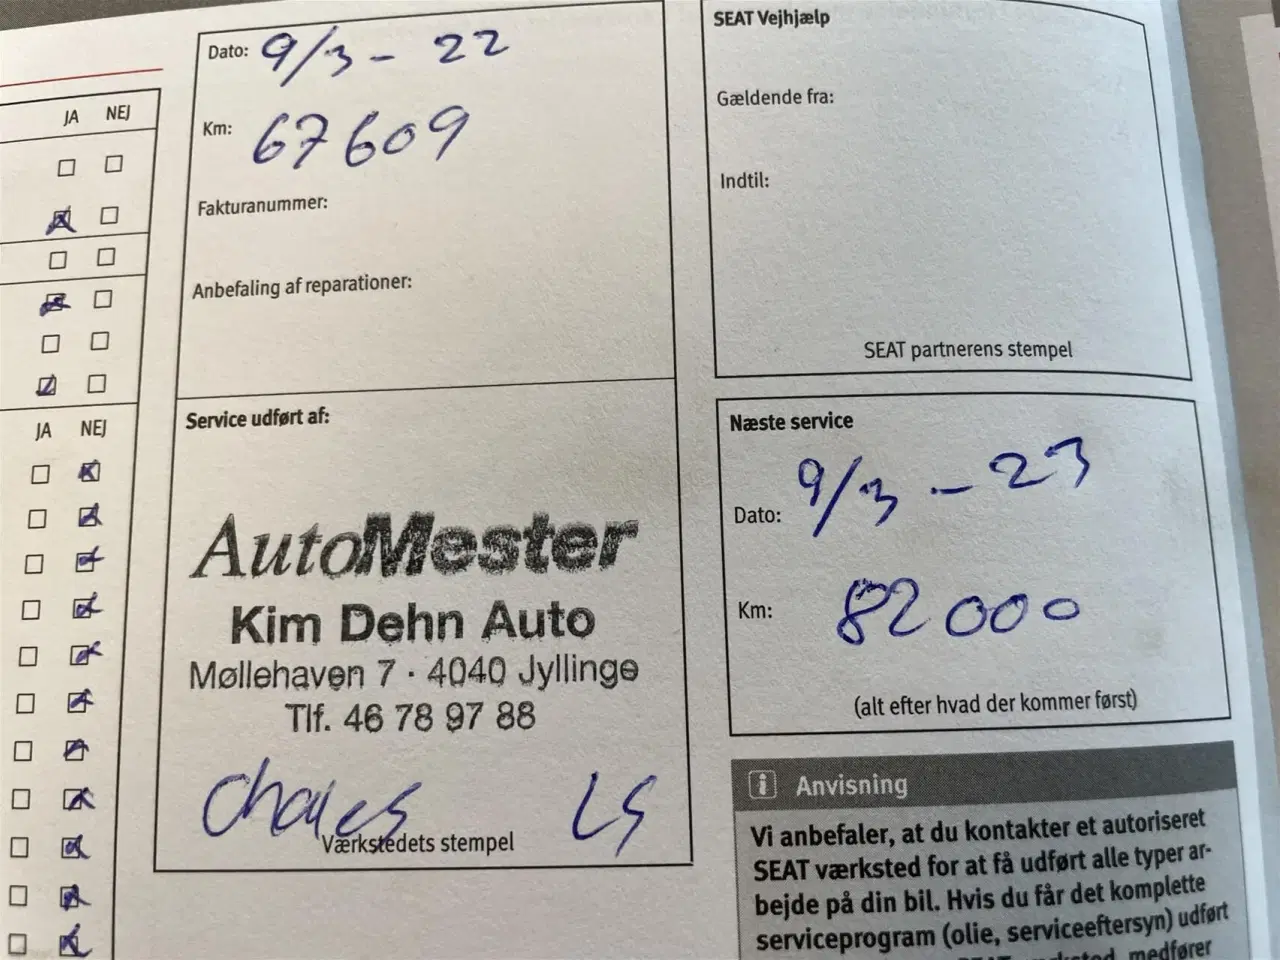 JA NEJ
JA NEJ
Dato: 9/3 - 22
Km: 67609
Fakturanummer:
Anbefaling af reparationer:
Service udført af:
AutoMester
Kim Dehn Auto
Møllehaven 7 · 4040 Jyllinge
Tlf. 46 78 97 88
LS
Værkstedets stempel
SEAT Vejhjælp
Gældende fra:
Indtil:
SEAT partnerens stempel
Næste service
Dato: 9/3 - 23
Km: 82000
(alt efter hvad der kommer først)
i Anvisning
Vi anbefaler, at du kontakter et autoriseret
SEAT værksted for at få udført alle typer ar-
bejde på din bil. Hvis du får det komplette
serviceprogram (olie, serviceeftersyn) udført
medfører